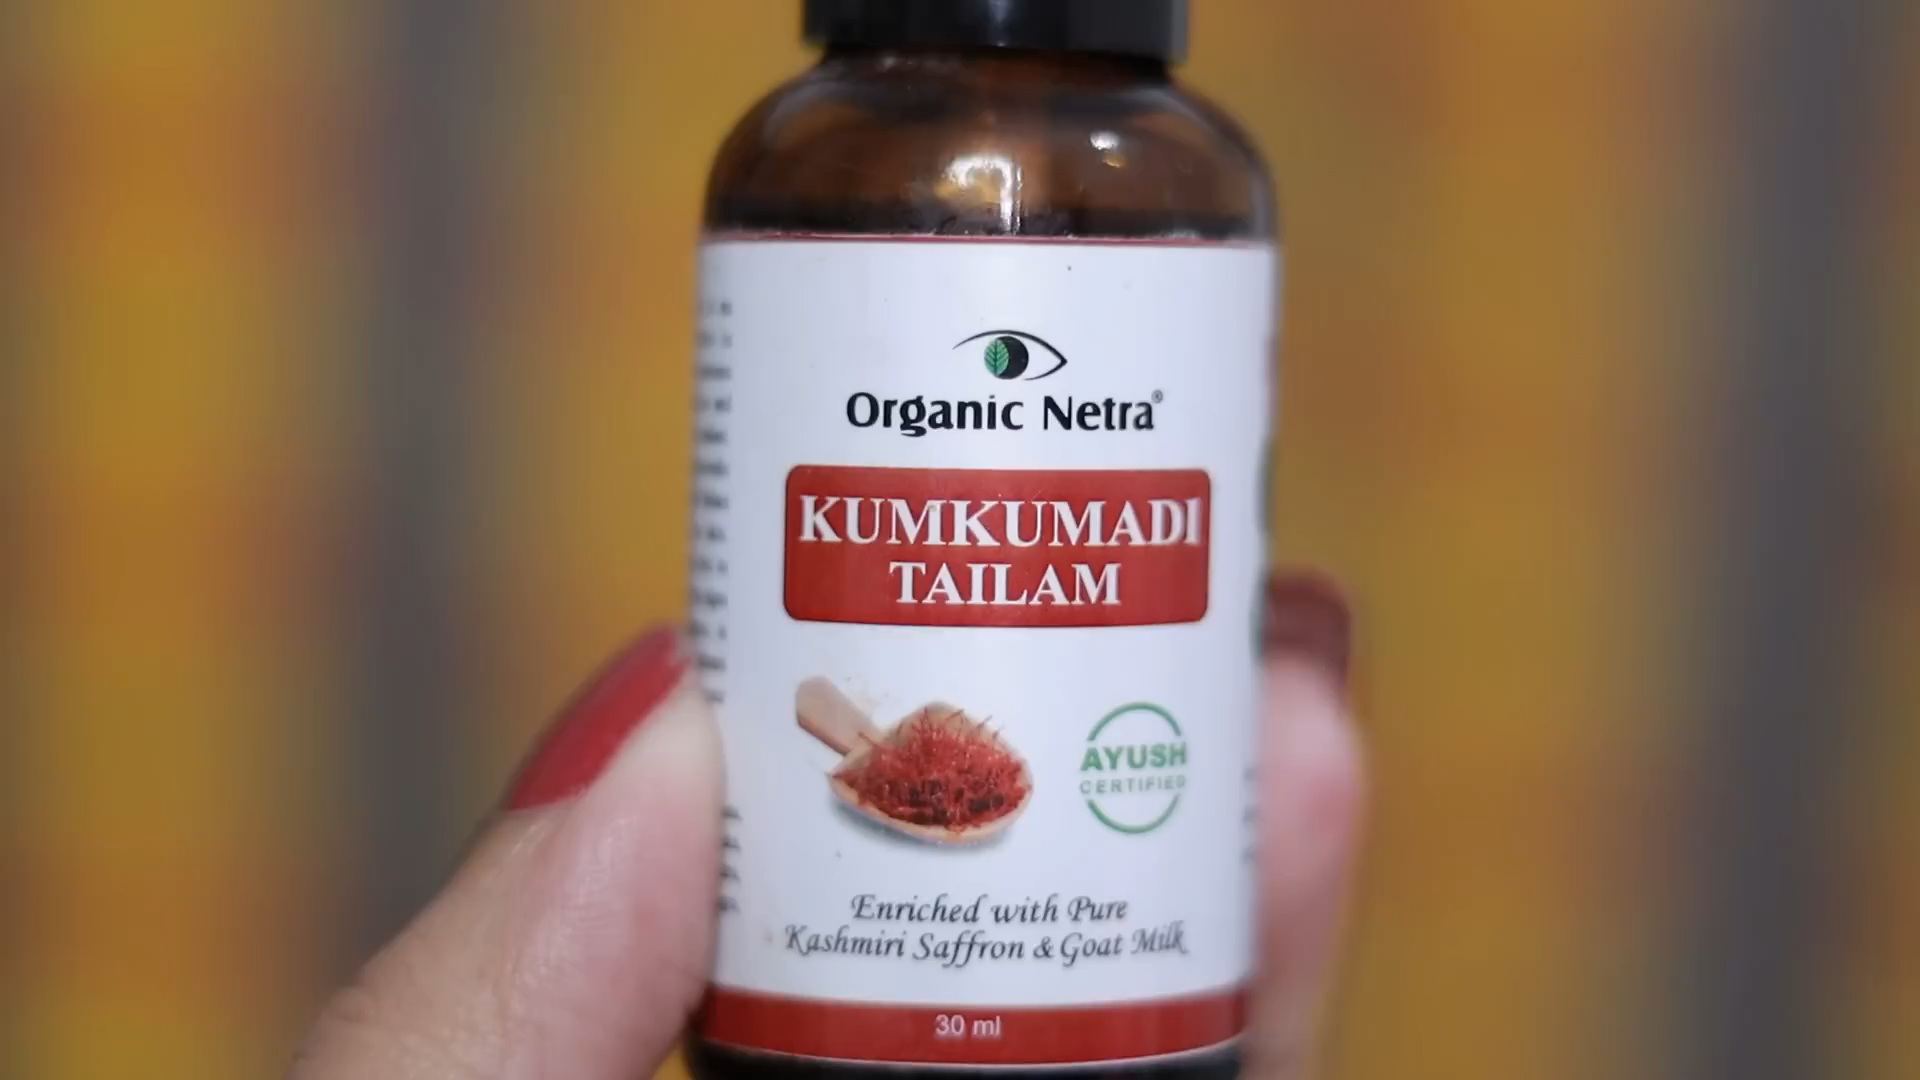 Organic Netra®
KUMKUMADI
TAILAM
AYUSH
CERTIFIED
Enriched with Pure
Kashmiri Saffron & Goat Milk
30 ml